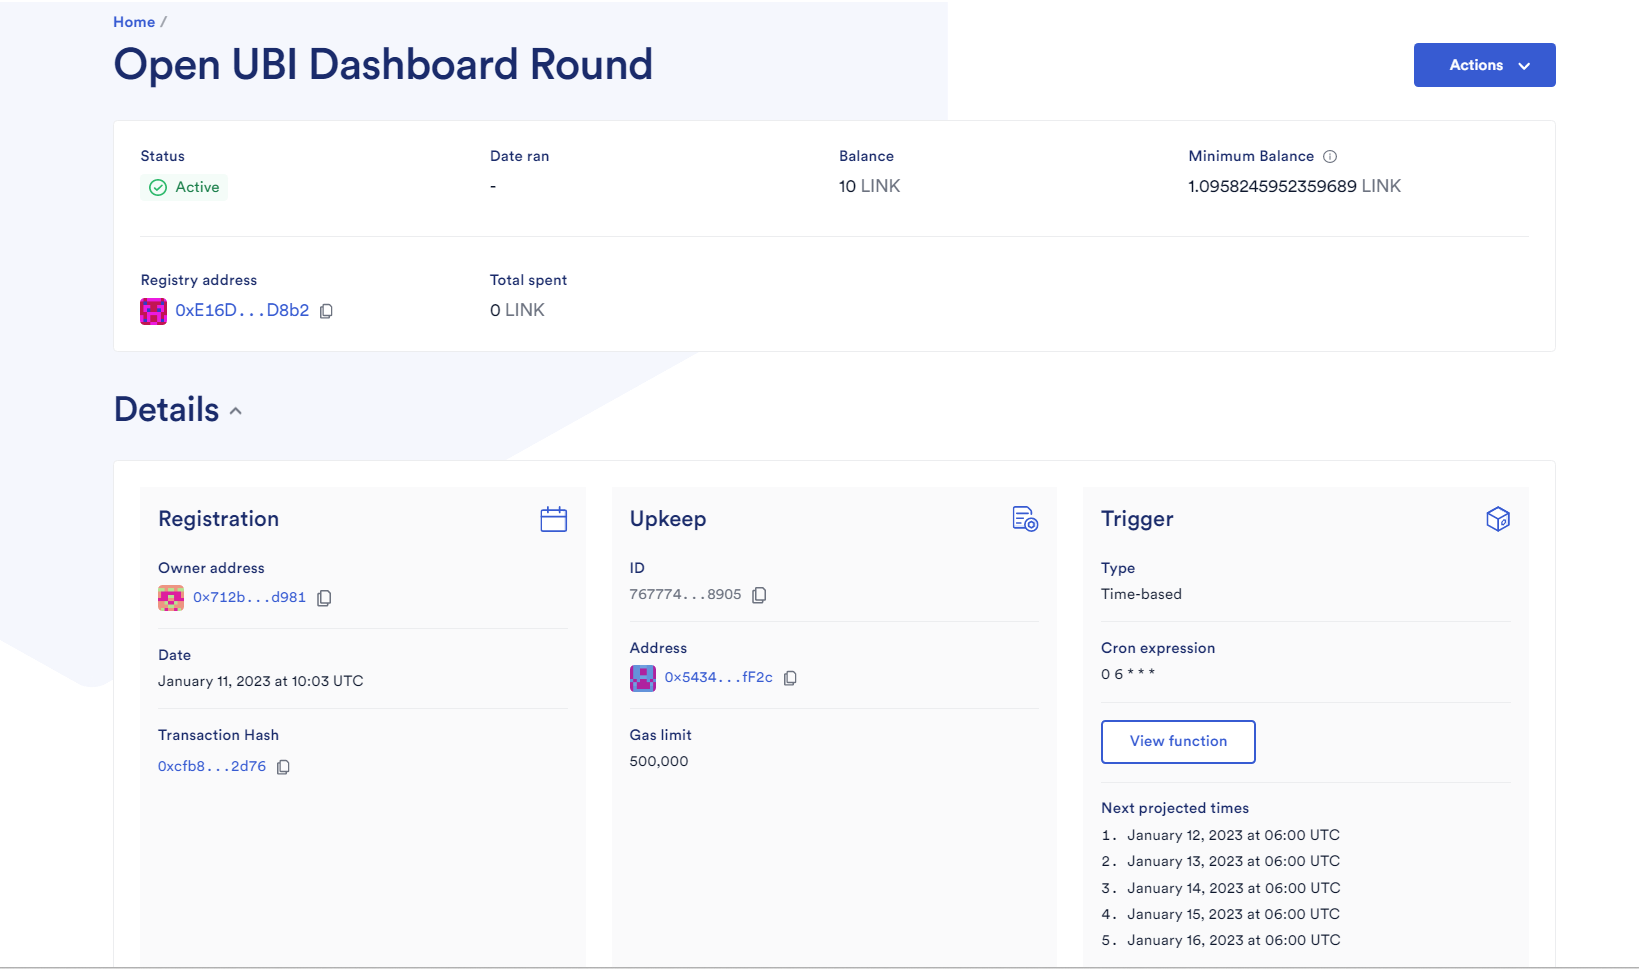 Home /
Open UBI Dashboard Round
Actions
Status
Active
Date ran
-
Balance
10 LINK
Minimum Balance
1.0958245952359689 LINK
Registry address
0xE16D...D8b2
Total spent
0 LINK
Details
Registration
Owner address
0x712b...d981
Date
January 11, 2023 at 10:03 UTC
Transaction Hash
0xcfb8...2d76
Upkeep
ID
767774...8905
Address
0x5434...fF2c
Gas limit
500,000
Trigger
Type
Time-based
Cron expression
0 6 * * *
View function
Next projected times
1. January 12, 2023 at 06:00 UTC
2. January 13, 2023 at 06:00 UTC
3. January 14, 2023 at 06:00 UTC
4. January 15, 2023 at 06:00 UTC
5. January 16, 2023 at 06:00 UTC